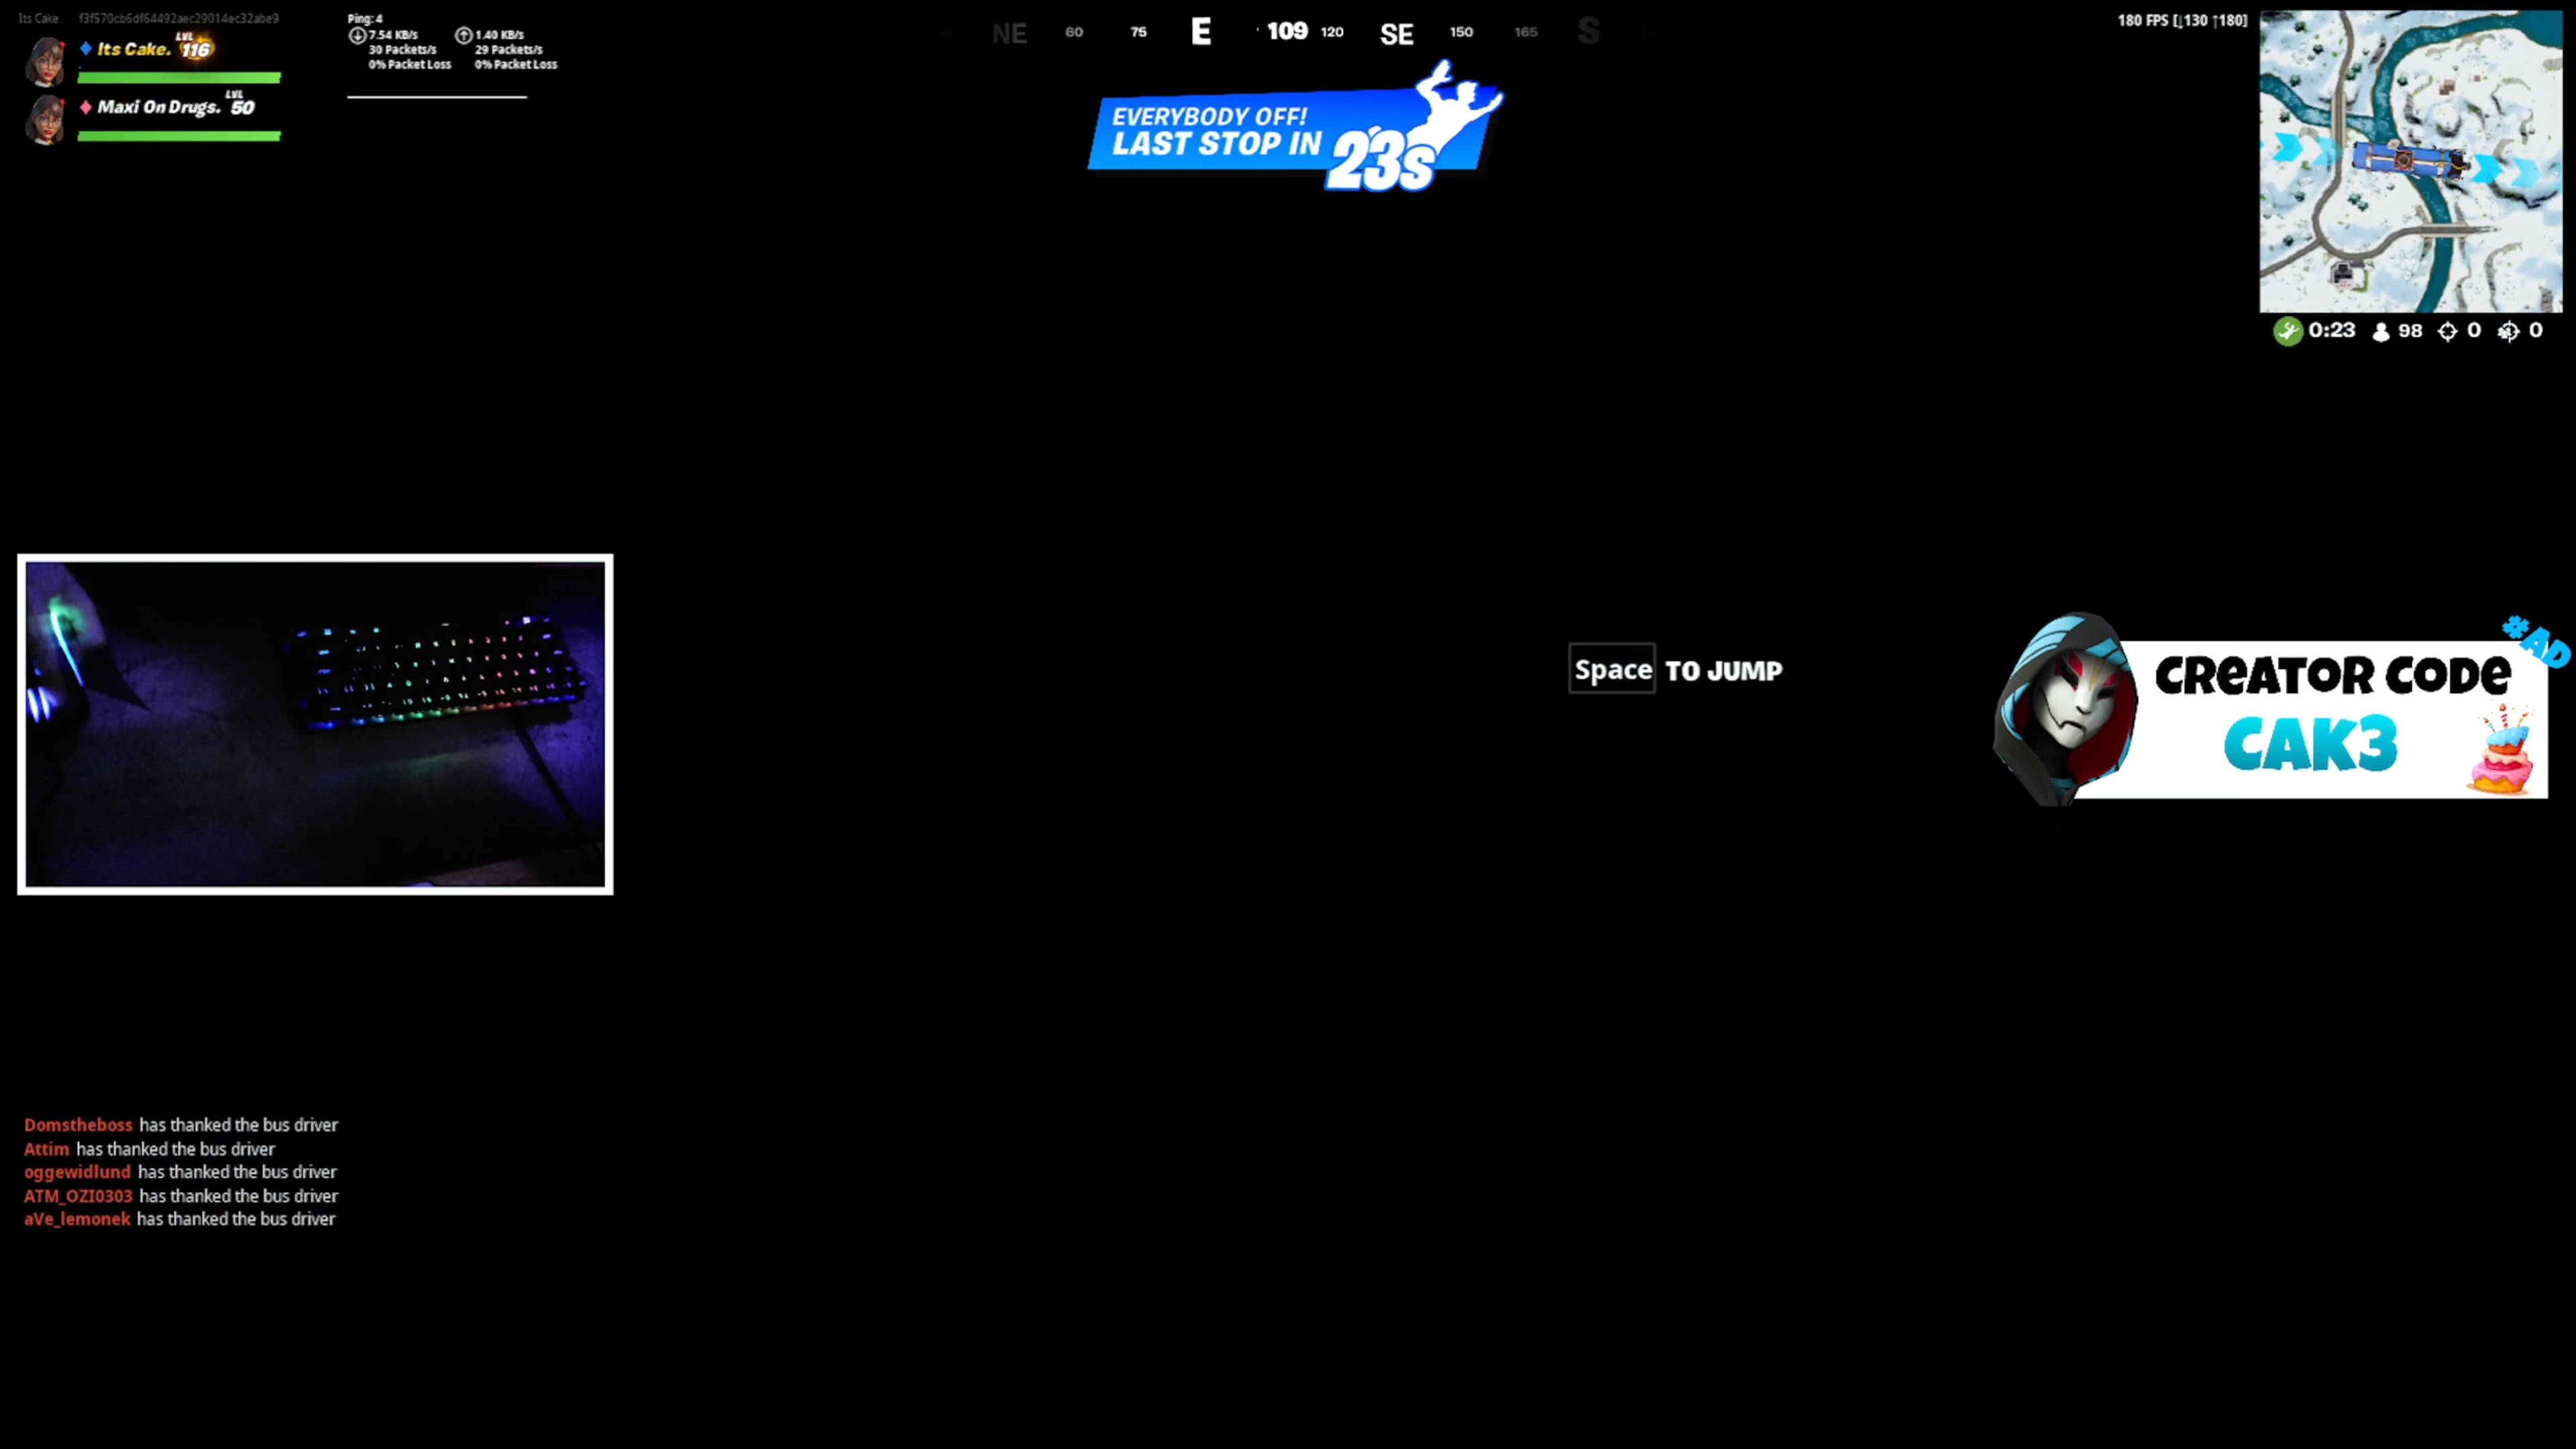 Its Cake. f3f570cb6df64492aec29014ec32abe9
Its Cake. LVL 116
Maxi On Drugs. LVL 50
Ping: 4
7.54 KB/s 1.40 KB/s
30 Packets/s 29 Packets/s
0% Packet Loss 0% Packet Loss
NE 60 75 E 109 120 SE 150 165 S
EVERYBODY OFF!
LAST STOP IN 23s
180 FPS [↓130 ↑180]
0:23 98 0 0
Space TO JUMP
#AD
CREATOR CODE
CAK3
Domstheboss has thanked the bus driver
Attim has thanked the bus driver
oggewidlund has thanked the bus driver
ATM_OZI0303 has thanked the bus driver
aVe_lemonek has thanked the bus driver